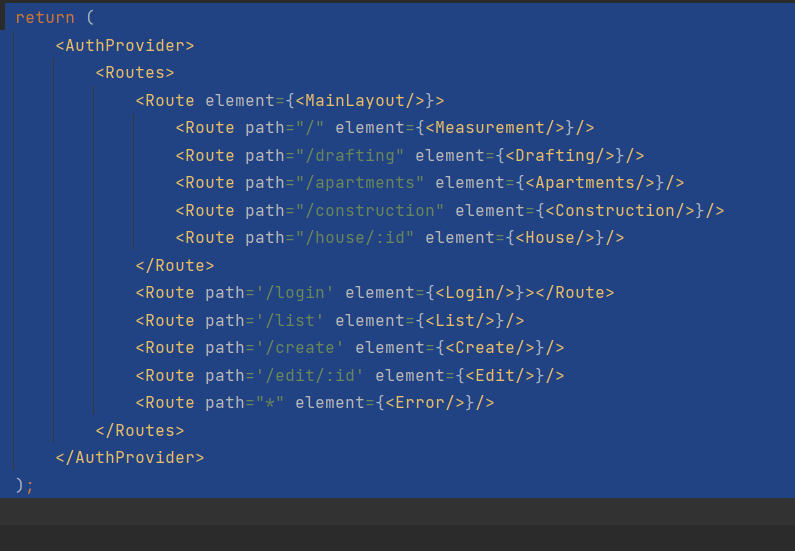 return (
<AuthProvider>
<Routes>
<Route element={<MainLayout/>}>
<Route path="/" element={<Measurement/>}/>
<Route path="/drafting" element={<Drafting/>}/>
<Route path="/apartments" element={<Apartments/>}/>
<Route path="/construction" element={<Construction/>}/>
<Route path="/house/:id" element={<House/>}/>
</Route>
<Route path='/login' element={<Login/>}></Route>
<Route path='/list' element={<List/>}/>
<Route path='/create' element={<Create/>}/>
<Route path='/edit/:id' element={<Edit/>}/>
<Route path="*" element={<Error/>}/>
</Routes>
</AuthProvider>
);